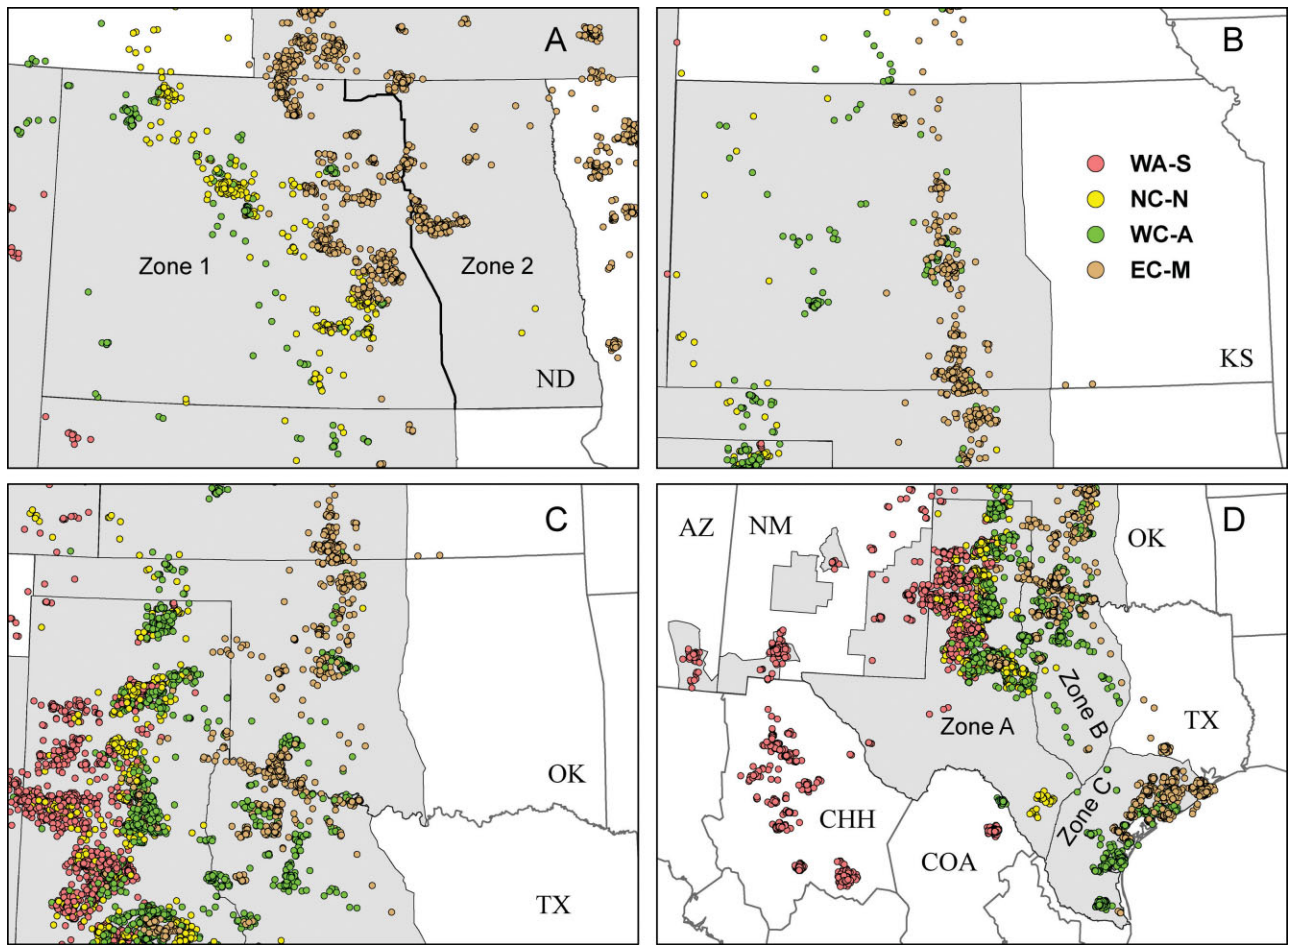 A
Zone 1
Zone 2
ND
B
WA-S
NC-N
WC-A
EC-M
KS
C
OK
TX
D
AZ
NM
OK
Zone A
Zone B
TX
Zone C
CHH
COA